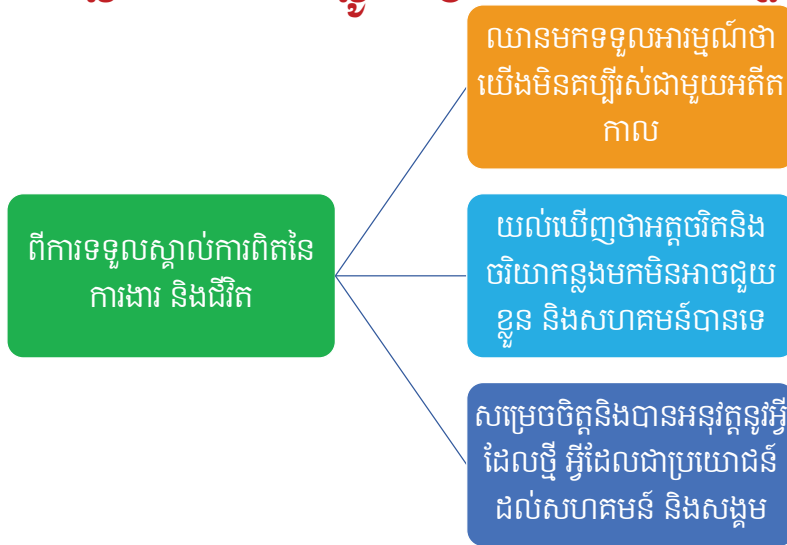 ពីការទទួលស្គាល់ការពិតនៃ
ការងារ និងជីវិត
ឈានមកទទួលអារម្មណ៍ថា
យើងមិនគប្បីរស់ជាមួយអតីត
កាល
យល់ឃើញថាអត្តចរិតនិង
ចរិយាកន្លងមកមិនអាចជួយ
ខ្លួន និងសហគមន៍បានទេ
សម្រេចចិត្តនិងបានអនុវត្តនូវអ្វី
ដែលថ្មី អ្វីដែលជាប្រយោជន៍
ដល់សហគមន៍ និងសង្គម